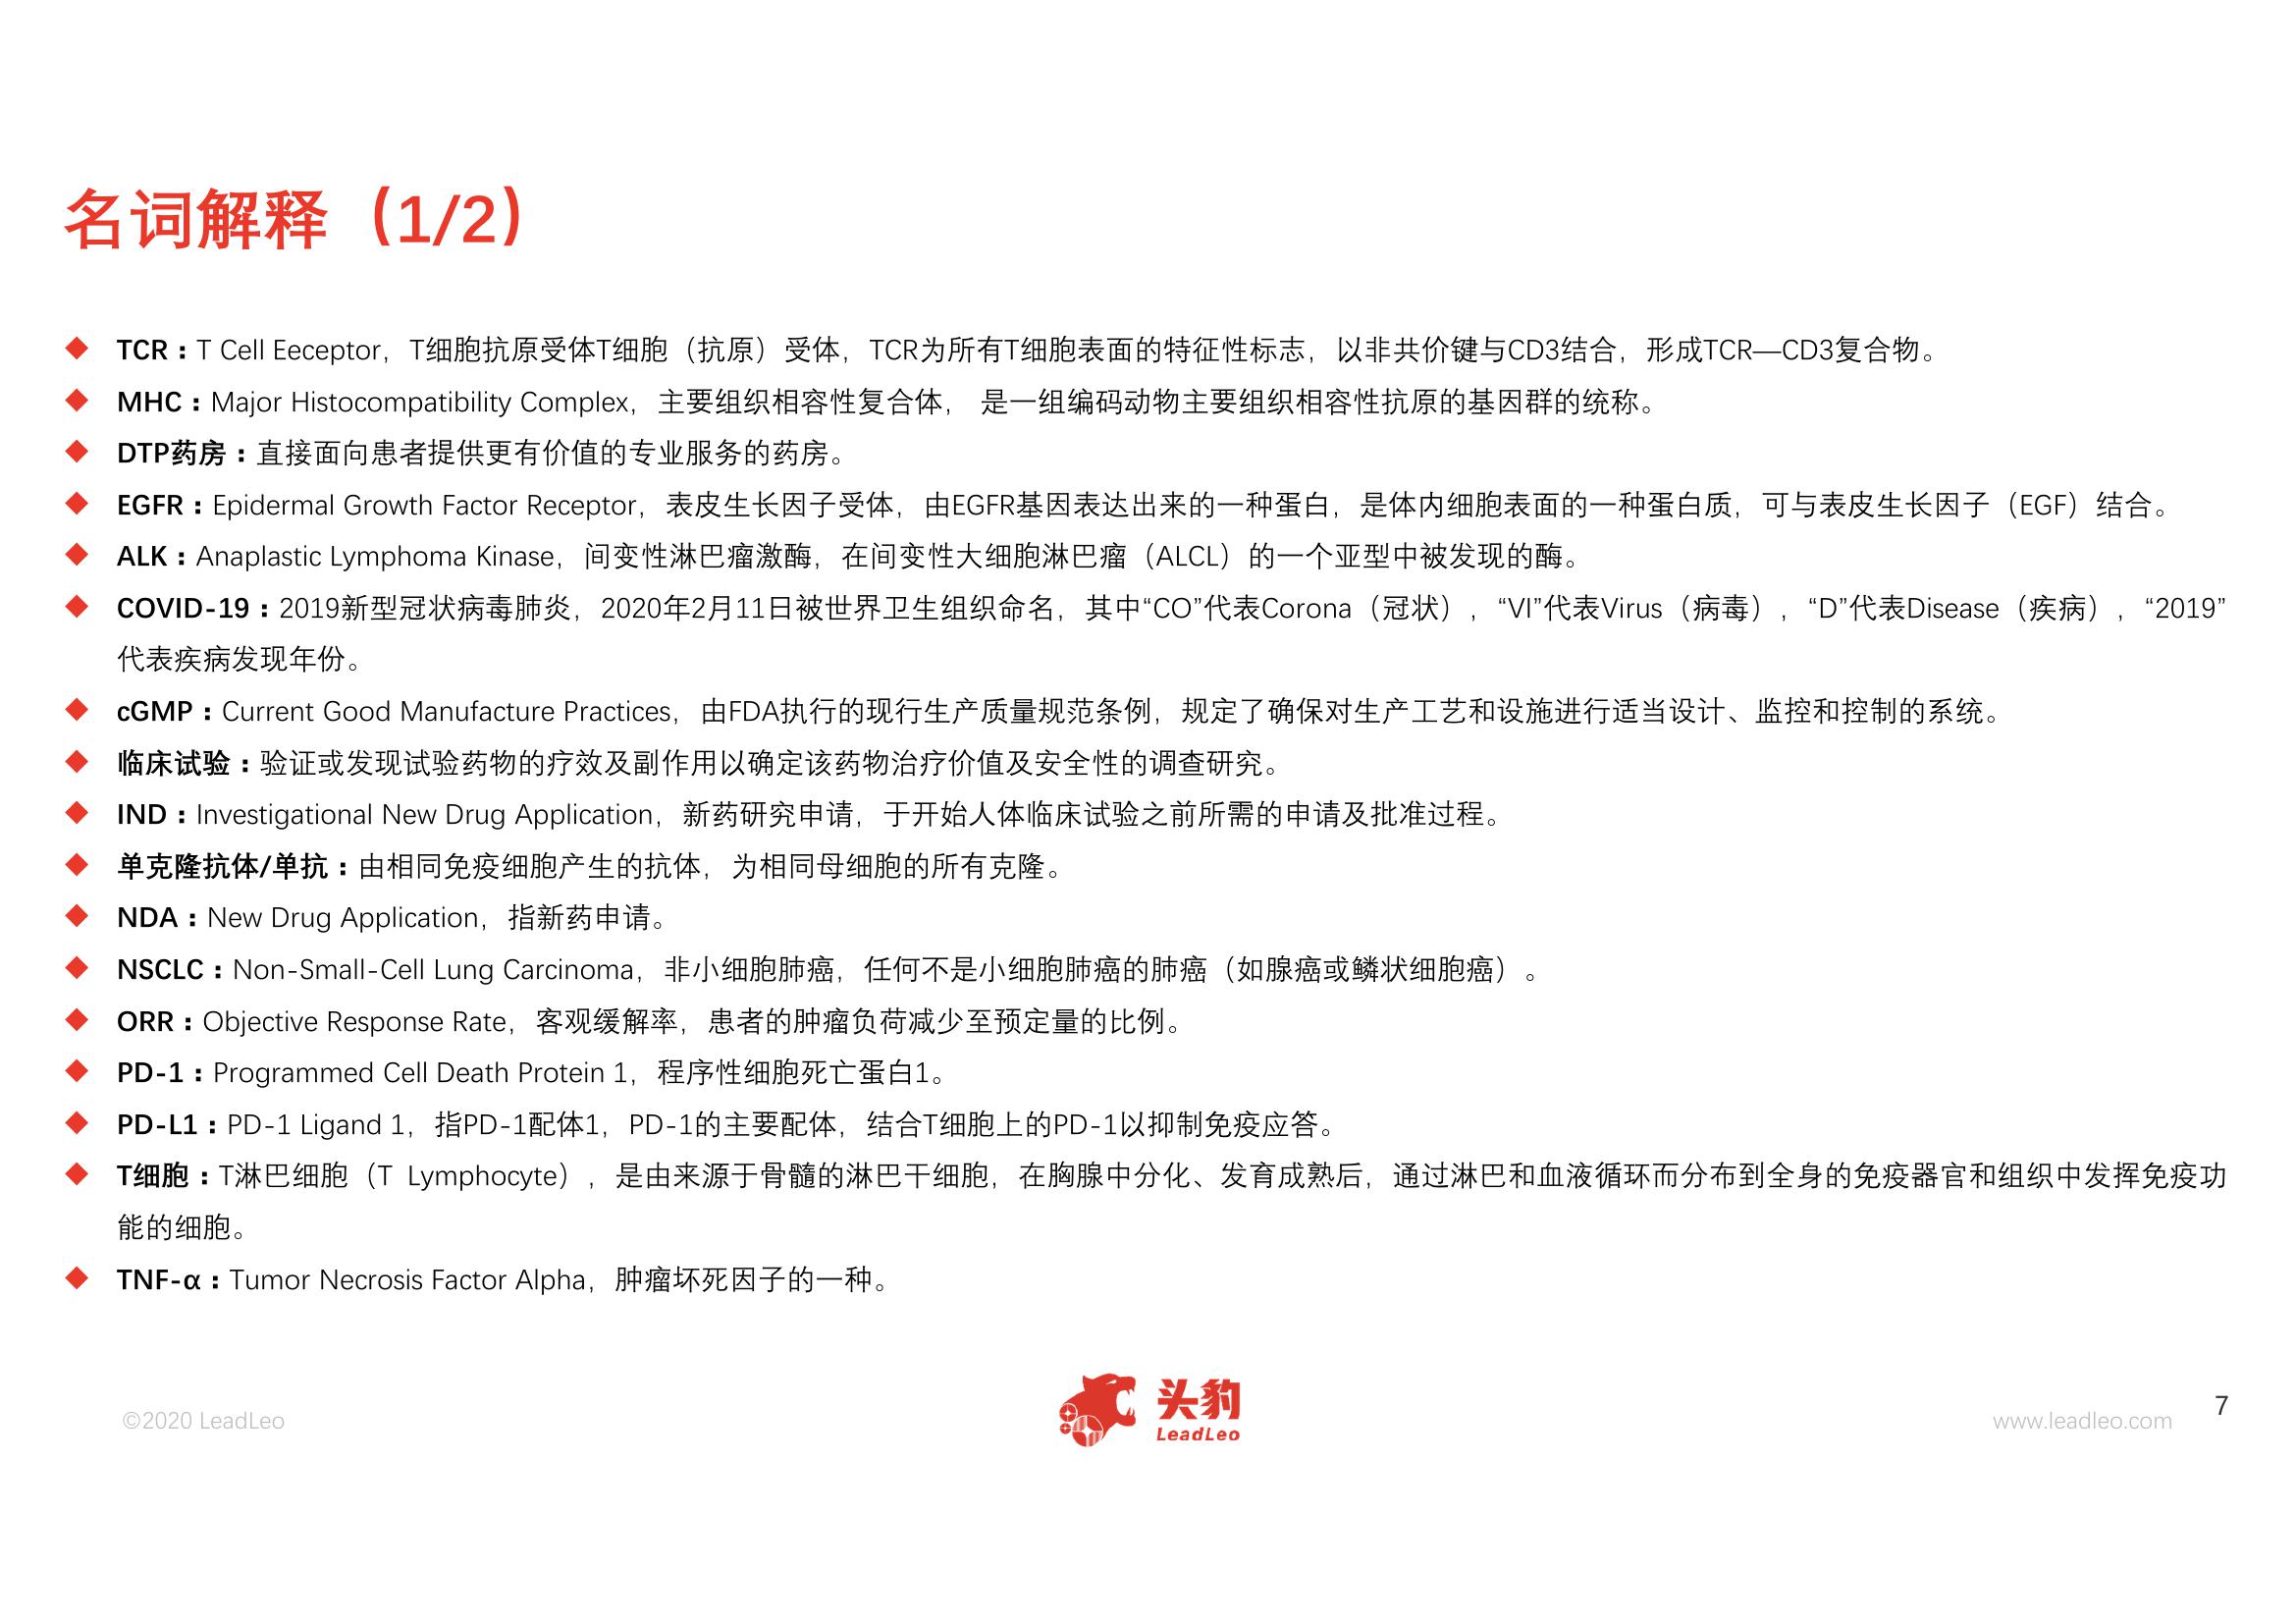 名词解释（1/2）
◆ TCR：T Cell Eeceptor，T细胞抗原受体T细胞（抗原）受体，TCR为所有T细胞表面的特征性标志，以非共价键与CD3结合，形成TCR—CD3复合物。
◆ MHC：Major Histocompatibility Complex，主要组织相容性复合体， 是一组编码动物主要组织相容性抗原的基因群的统称。
◆ DTP药房：直接面向患者提供更有价值的专业服务的药房。
◆ EGFR：Epidermal Growth Factor Receptor，表皮生长因子受体，由EGFR基因表达出来的一种蛋白，是体内细胞表面的一种蛋白质，可与表皮生长因子（EGF）结合。
◆ ALK：Anaplastic Lymphoma Kinase，间变性淋巴瘤激酶，在间变性大细胞淋巴瘤（ALCL）的一个亚型中被发现的酶。
◆ COVID-19：2019新型冠状病毒肺炎，2020年2月11日被世界卫生组织命名，其中“CO”代表Corona（冠状），“VI”代表Virus（病毒），“D”代表Disease（疾病），“2019”
代表疾病发现年份。
◆ cGMP：Current Good Manufacture Practices，由FDA执行的现行生产质量规范条例，规定了确保对生产工艺和设施进行适当设计、监控和控制的系统。
◆ 临床试验：验证或发现试验药物的疗效及副作用以确定该药物治疗价值及安全性的调查研究。
◆ IND：Investigational New Drug Application，新药研究申请，于开始人体临床试验之前所需的申请及批准过程。
◆ 单克隆抗体/单抗：由相同免疫细胞产生的抗体，为相同母细胞的所有克隆。
◆ NDA：New Drug Application，指新药申请。
◆ NSCLC：Non-Small-Cell Lung Carcinoma，非小细胞肺癌，任何不是小细胞肺癌的肺癌（如腺癌或鳞状细胞癌）。
◆ ORR：Objective Response Rate，客观缓解率，患者的肿瘤负荷减少至预定量的比例。
◆ PD-1：Programmed Cell Death Protein 1，程序性细胞死亡蛋白1。
◆ PD-L1：PD-1 Ligand 1，指PD-1配体1，PD-1的主要配体，结合T细胞上的PD-1以抑制免疫应答。
◆ T细胞：T淋巴细胞（T Lymphocyte），是由来源于骨髓的淋巴干细胞，在胸腺中分化、发育成熟后，通过淋巴和血液循环而分布到全身的免疫器官和组织中发挥免疫功
能的细胞。
◆ TNF-α：Tumor Necrosis Factor Alpha，肿瘤坏死因子的一种。
©2020 LeadLeo
头豹
LeadLeo
www.leadleo.com
7